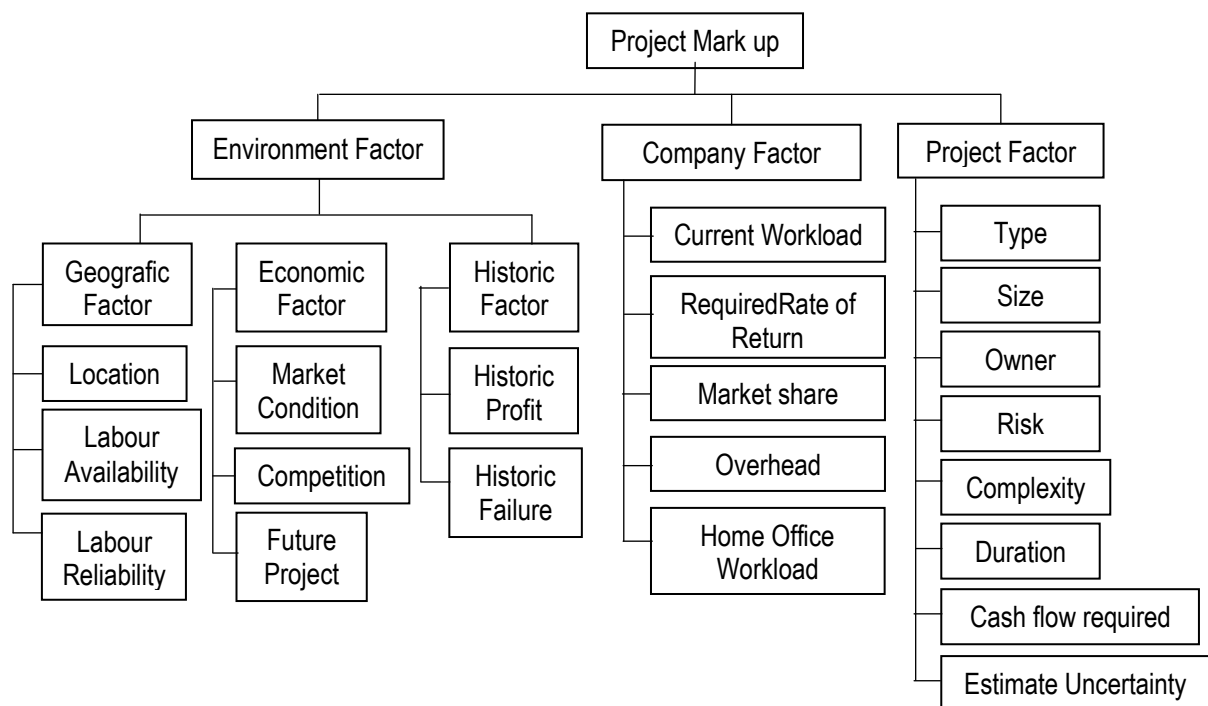 Project Mark up
Environment Factor
Company Factor
Project Factor
Geografic
Factor
Location
Labour
Availability
Labour
Reliability
Economic
Factor
Market
Condition
Competition
Future
Project
Historic
Factor
Historic
Profit
Historic
Failure
Current Workload
RequiredRate of
Return
Market share
Overhead
Home Office
Workload
Type
Size
Owner
Risk
Complexity
Duration
Cash flow required
Estimate Uncertainty